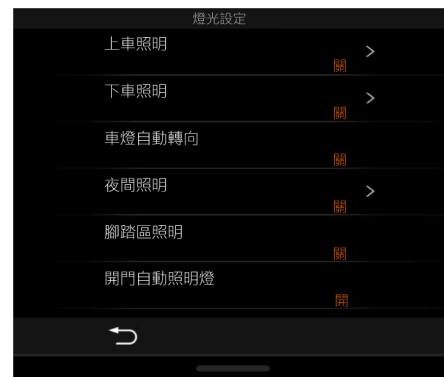 燈光設定
上車照明
關
下車照明
關
車燈自動轉向
關
夜間照明
關
腳踏區照明
關
開門自動照明燈
開